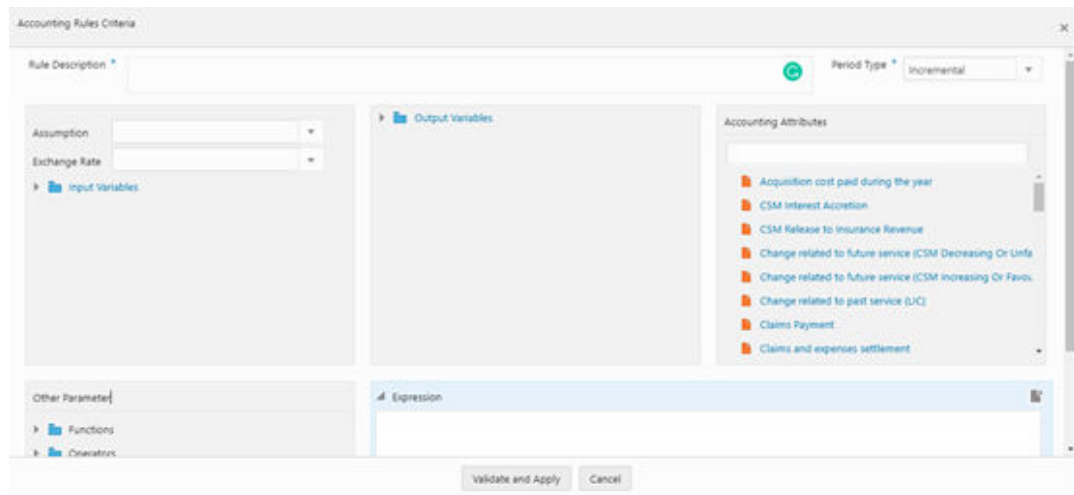 Accounting Rules Criteria
×
Rule Description *
Period Type *
Incremental
Assumption
Exchange Rate
Input Variables
Output Variables
Accounting Attributes
Acquisition cost paid during the year
CSM Interest Accretion
CSM Release to Insurance Revenue
Change related to future service (CSM Decreasing Or Unfa
Change related to future service (CSM Increasing Or Favou
Change related to past service (LIC)
Claims Payment
Claims and expenses settlement
Other Parameter
Functions
Operators
Expression
Validate and Apply
Cancel